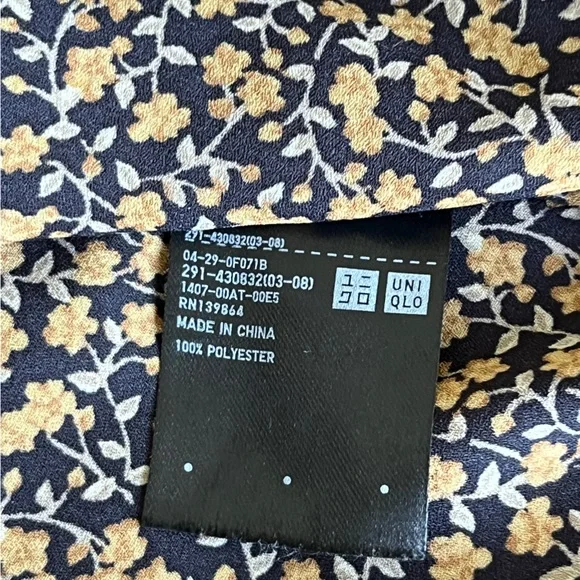 291-430832(03-08)
04-29-0F071B
291-430832(03-08)
1407-00AT-00E5
RN139864
MADE IN CHINA
100% POLYESTER
ユニ
クロ
UNI
QLO